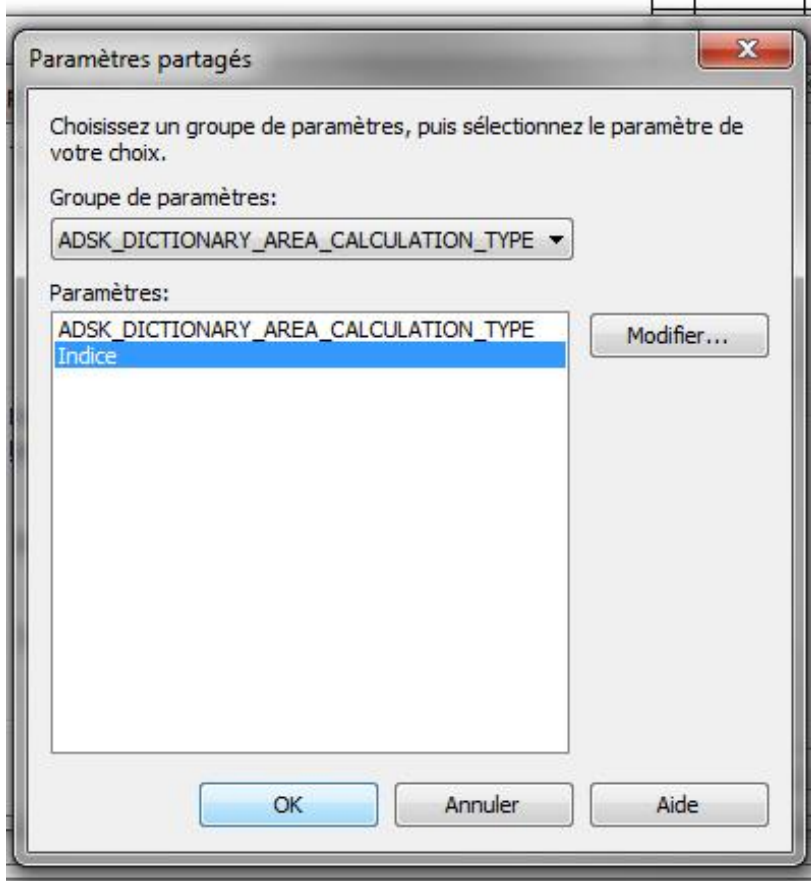 Paramètres partagés
Choisissez un groupe de paramètres, puis sélectionnez le paramètre de
votre choix.
Groupe de paramètres:
ADSK_DICTIONARY_AREA_CALCULATION_TYPE
Paramètres:
ADSK_DICTIONARY_AREA_CALCULATION_TYPE
Modifier...
Indice
OK
Annuler
Aide